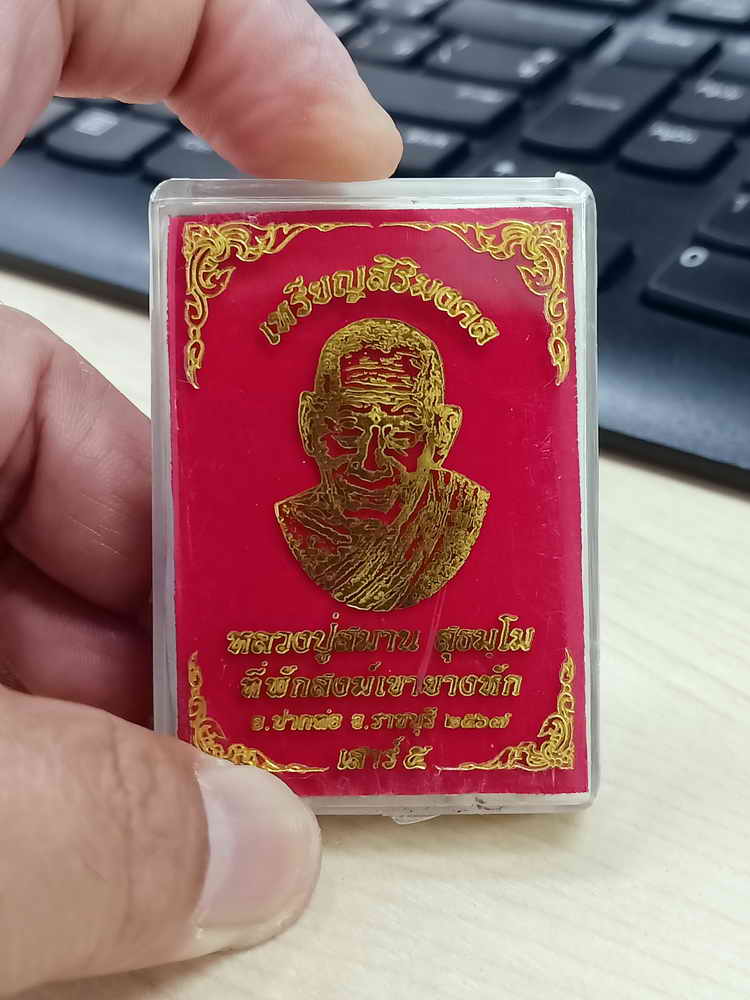 เหรียญสิริมงคล
หลวงปู่สมาน สุธมฺโม
ที่พักสงฆ์เขายางหัก
อ.ปากท่อ จ.ราชบุรี ๒๕๖๗
เสาร์ ๕